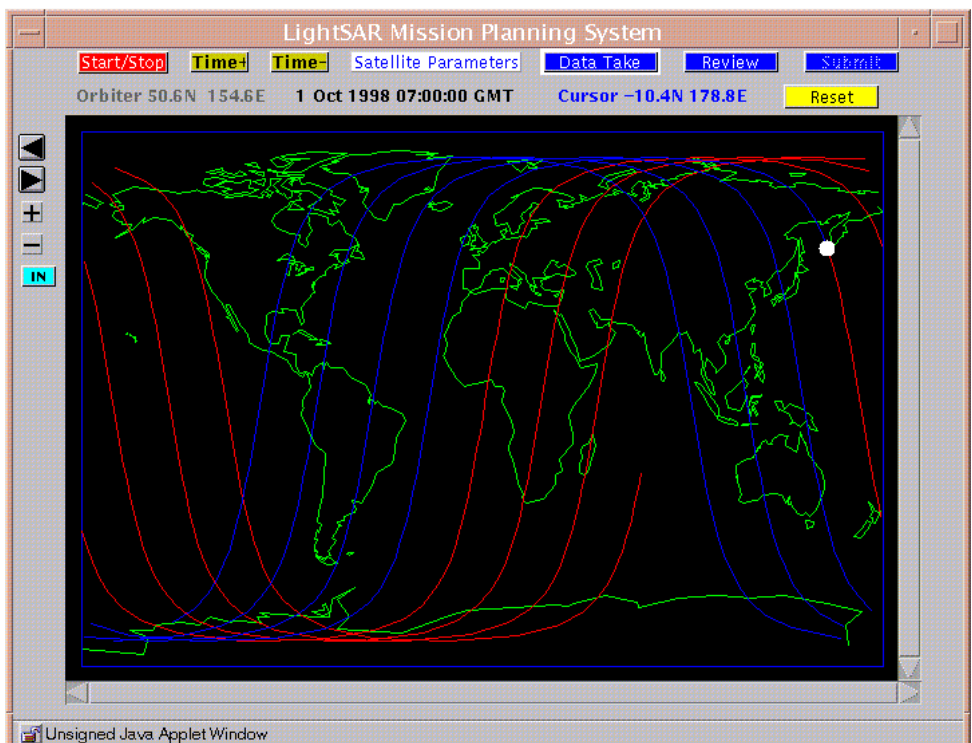 LightSAR Mission Planning System
Start/Stop Time+ Time- Satellite Parameters Data Take Review Submit
Orbiter 50.6N 154.6E 1 Oct 1998 07:00:00 GMT Cursor -10.4N 178.8E Reset
+
-
IN
Unsigned Java Applet Window